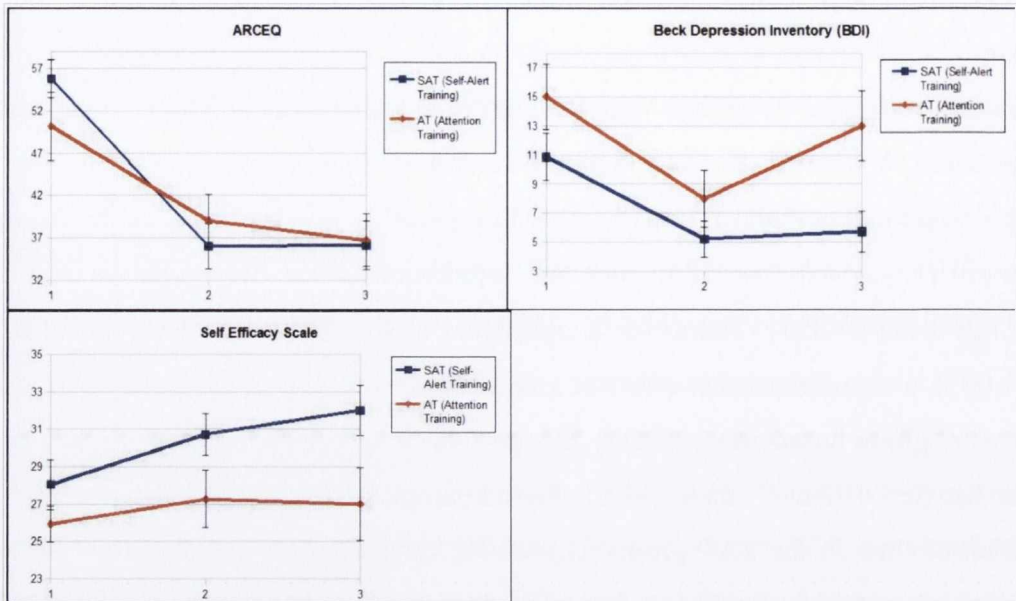 ARCEQ
57
52
47
42
37
32
1
2
3
SAT (Self-Alert
Training)
AT (Attention
Training)
Beck Depression Inventory (BDI)
17
15
13
11
9
7
5
3
1
2
3
SAT (Self-Alert
Training)
AT (Attention
Training)
Self Efficacy Scale
35
33
31
29
27
25
23
1
2
3
SAT (Self-
Alert Training)
AT (Attention
Training)